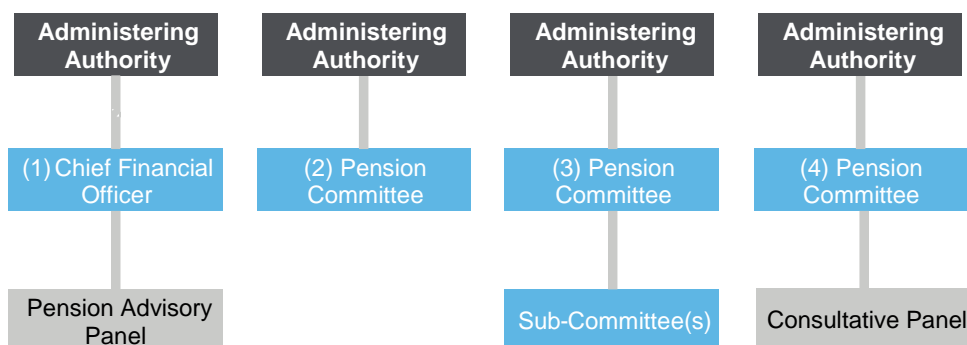 Administering
Authority
Administering
Authority
Administering
Authority
Administering
Authority
(1) Chief Financial
Officer
(2) Pension
Committee
(3) Pension
Committee
(4) Pension
Committee
Pension Advisory
Panel
Sub-Committee(s)
Consultative Panel